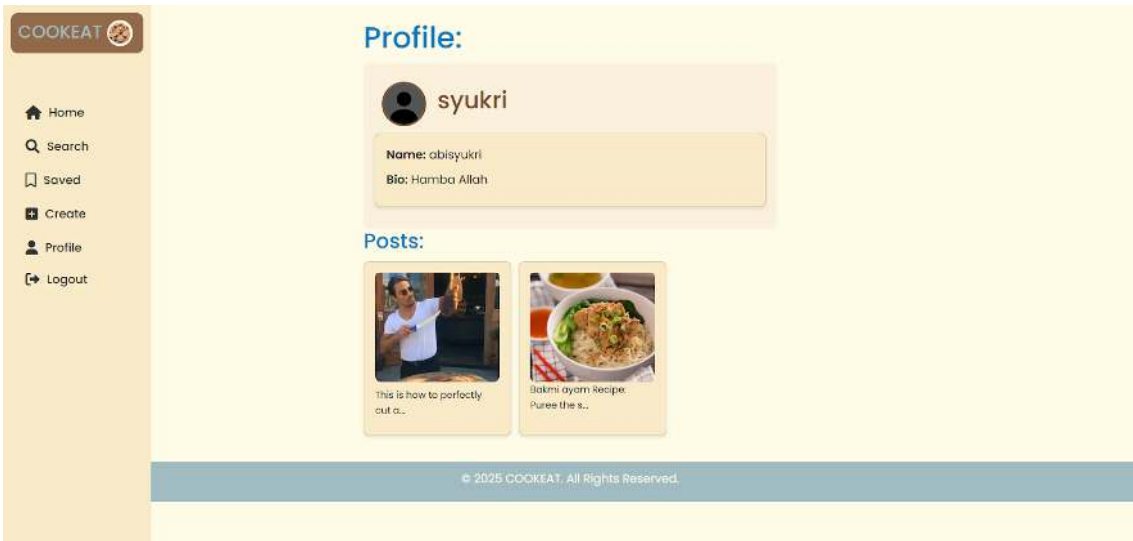 COOKEAT
Home
Search
Saved
Create
Profile
Logout
Profile:
syukri
Name: abisyukri
Bio: Hamba Allah
Posts:
This is how to perfectly
cut a...
Bakmi ayam Recipe:
Puree the s...
© 2025 COOKEAT. All Rights Reserved.